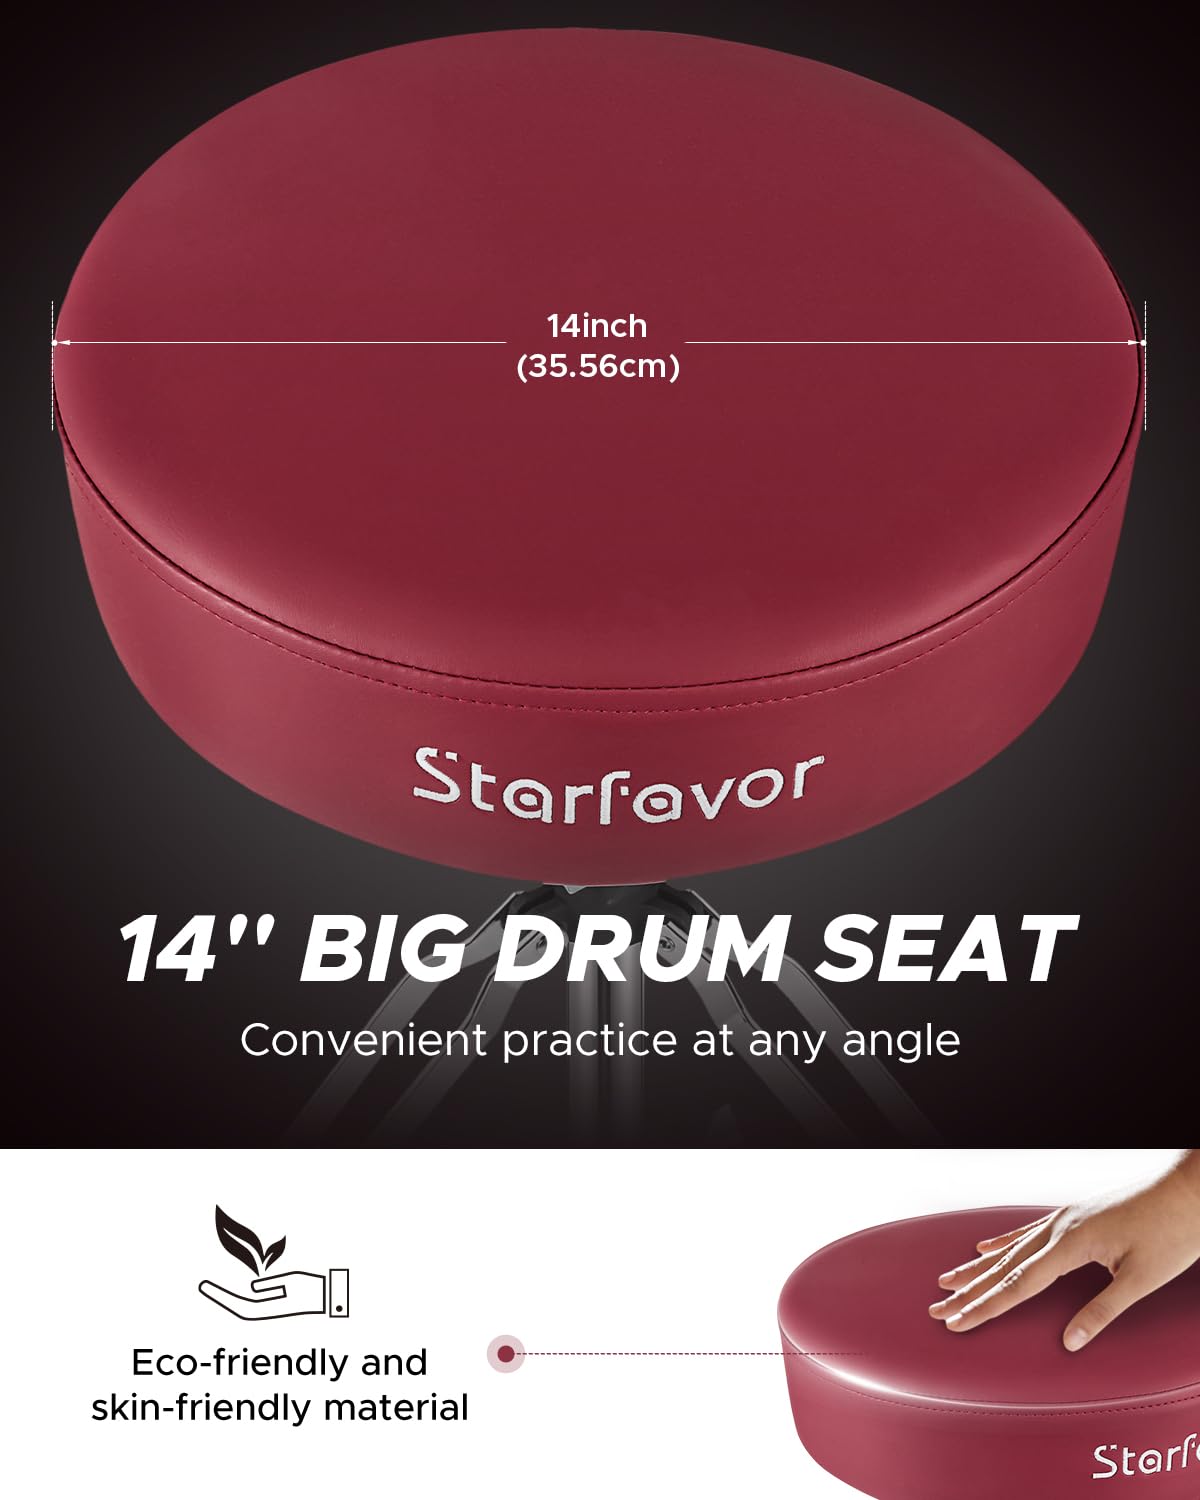 14inch
(35.56cm)
Starfavor
14" BIG DRUM SEAT
Convenient practice at any angle
Eco-friendly and
skin-friendly material
Starfa